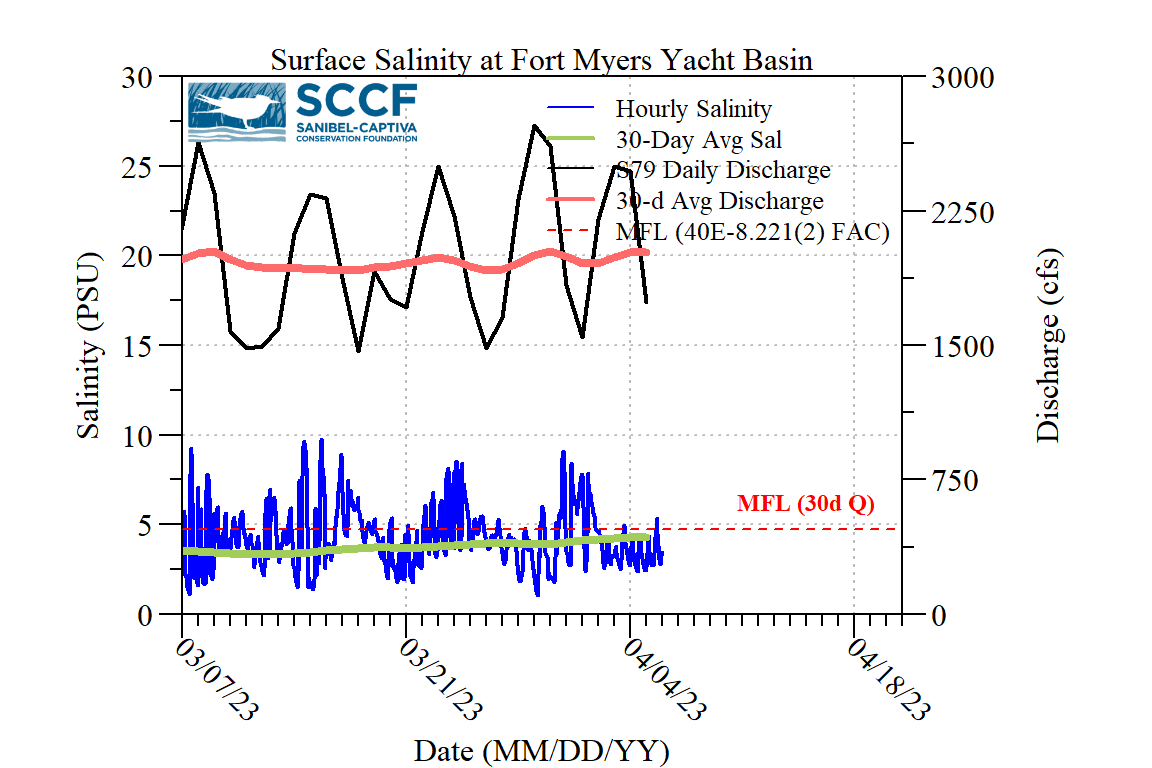 Surface Salinity at Fort Myers Yacht Basin
SCCF
SANIBEL-CAPTIVA
CONSERVATION FOUNDATION
Hourly Salinity
30-Day Avg Sal
S79 Daily Discharge
30-d Avg Discharge
MFL (40E-8.221(2) FAC)
30
25
20
15
10
5
0
Salinity (PSU)
3000
2250
1500
750
0
Discharge (cfs)
MFL (30d Q)
03/07/23
03/21/23
04/04/23
04/18/23
Date (MM/DD/YY)